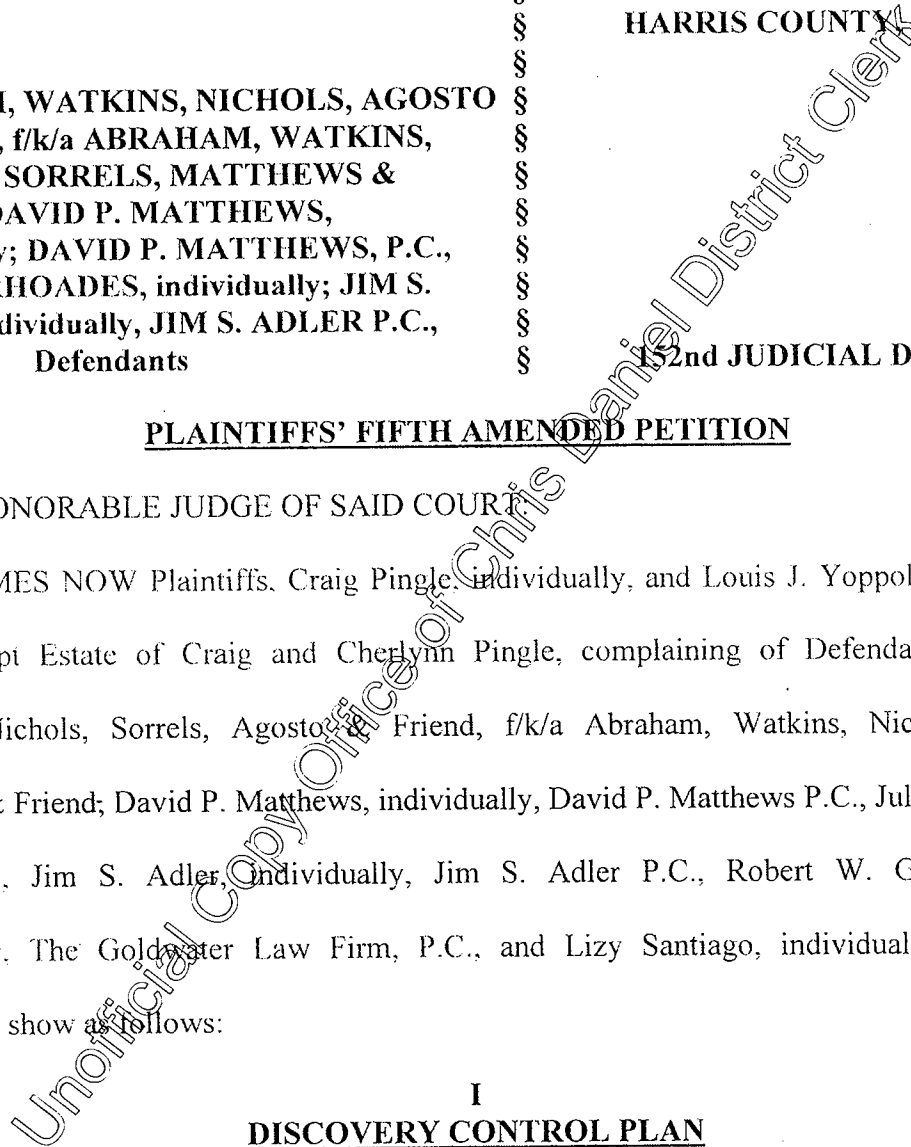 §
§ HARRIS COUNTY,
§
WATKINS, NICHOLS, AGOSTO §
, f/k/a ABRAHAM, WATKINS, §
SORRELS, MATTHEWS & §
DAVID P. MATTHEWS, §
; DAVID P. MATTHEWS, P.C., §
RHOADES, individually; JIM S. §
dividually, JIM S. ADLER P.C., §
Defendants § 152nd JUDICIAL D
PLAINTIFFS' FIFTH AMENDED PETITION
ONORABLE JUDGE OF SAID COURT:
MES NOW Plaintiffs, Craig Pingle, individually, and Louis J. Yoppol
pt Estate of Craig and Cherlynn Pingle, complaining of Defenda
Nichols, Sorrels, Agosto & Friend, f/k/a Abraham, Watkins, Nic
& Friend; David P. Matthews, individually, David P. Matthews P.C., Jul
, Jim S. Adler, individually, Jim S. Adler P.C., Robert W. G
, The Goldwater Law Firm, P.C., and Lizy Santiago, individual
show as follows:
I
DISCOVERY CONTROL PLAN
Unofficial Copy Office of Chris Daniel District Clerk